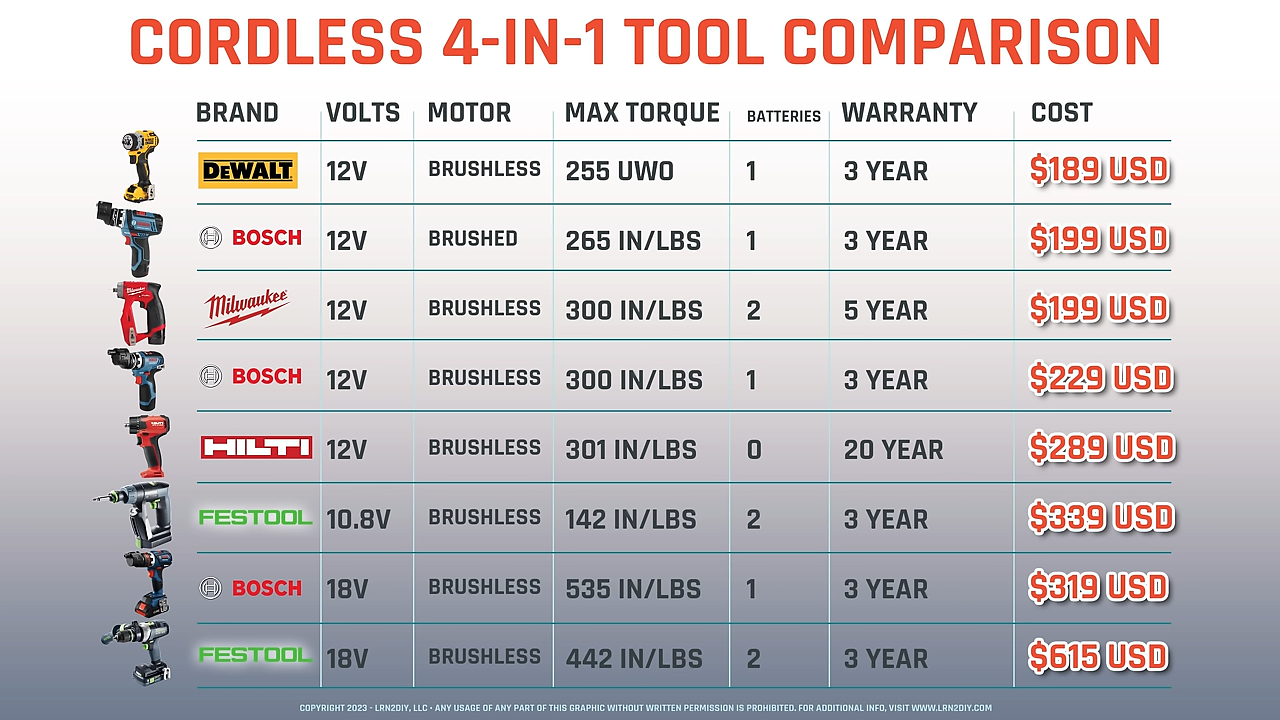 CORDLESS 4-IN-1 TOOL COMPARISON
BRAND VOLTS MOTOR MAX TORQUE BATTERIES WARRANTY COST
DEWALT 12V BRUSHLESS 255 UWO 1 3 YEAR $189 USD
BOSCH 12V BRUSHED 265 IN/LBS 1 3 YEAR $199 USD
Milwaukee 12V BRUSHLESS 300 IN/LBS 2 5 YEAR $199 USD
BOSCH 12V BRUSHLESS 300 IN/LBS 1 3 YEAR $229 USD
HILTI 12V BRUSHLESS 301 IN/LBS 0 20 YEAR $289 USD
FESTOOL 10.8V BRUSHLESS 142 IN/LBS 2 3 YEAR $339 USD
BOSCH 18V BRUSHLESS 535 IN/LBS 1 3 YEAR $319 USD
FESTOOL 18V BRUSHLESS 442 IN/LBS 2 3 YEAR $615 USD
COPYRIGHT 2023 - LRN2DIY, LLC • ANY USAGE OF ANY PART OF THIS GRAPHIC WITHOUT WRITTEN PERMISSION IS PROHIBITED. FOR ADDITIONAL INFO, VISIT WWW.LRN2DIY.COM